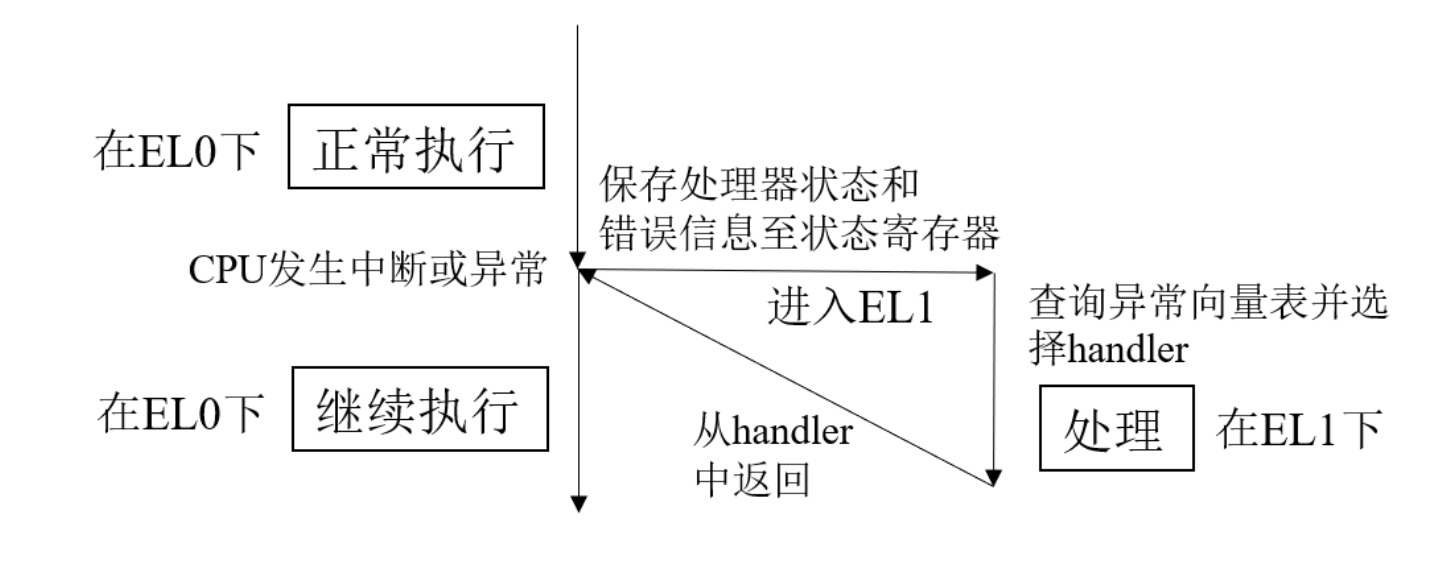 在EL0下
正常执行
保存处理器状态和
错误信息至状态寄存器
CPU发生中断或异常
进入EL1
查询异常向量表并选
择handler
在EL0下
继续执行
处理
在EL1下
从handler
中返回